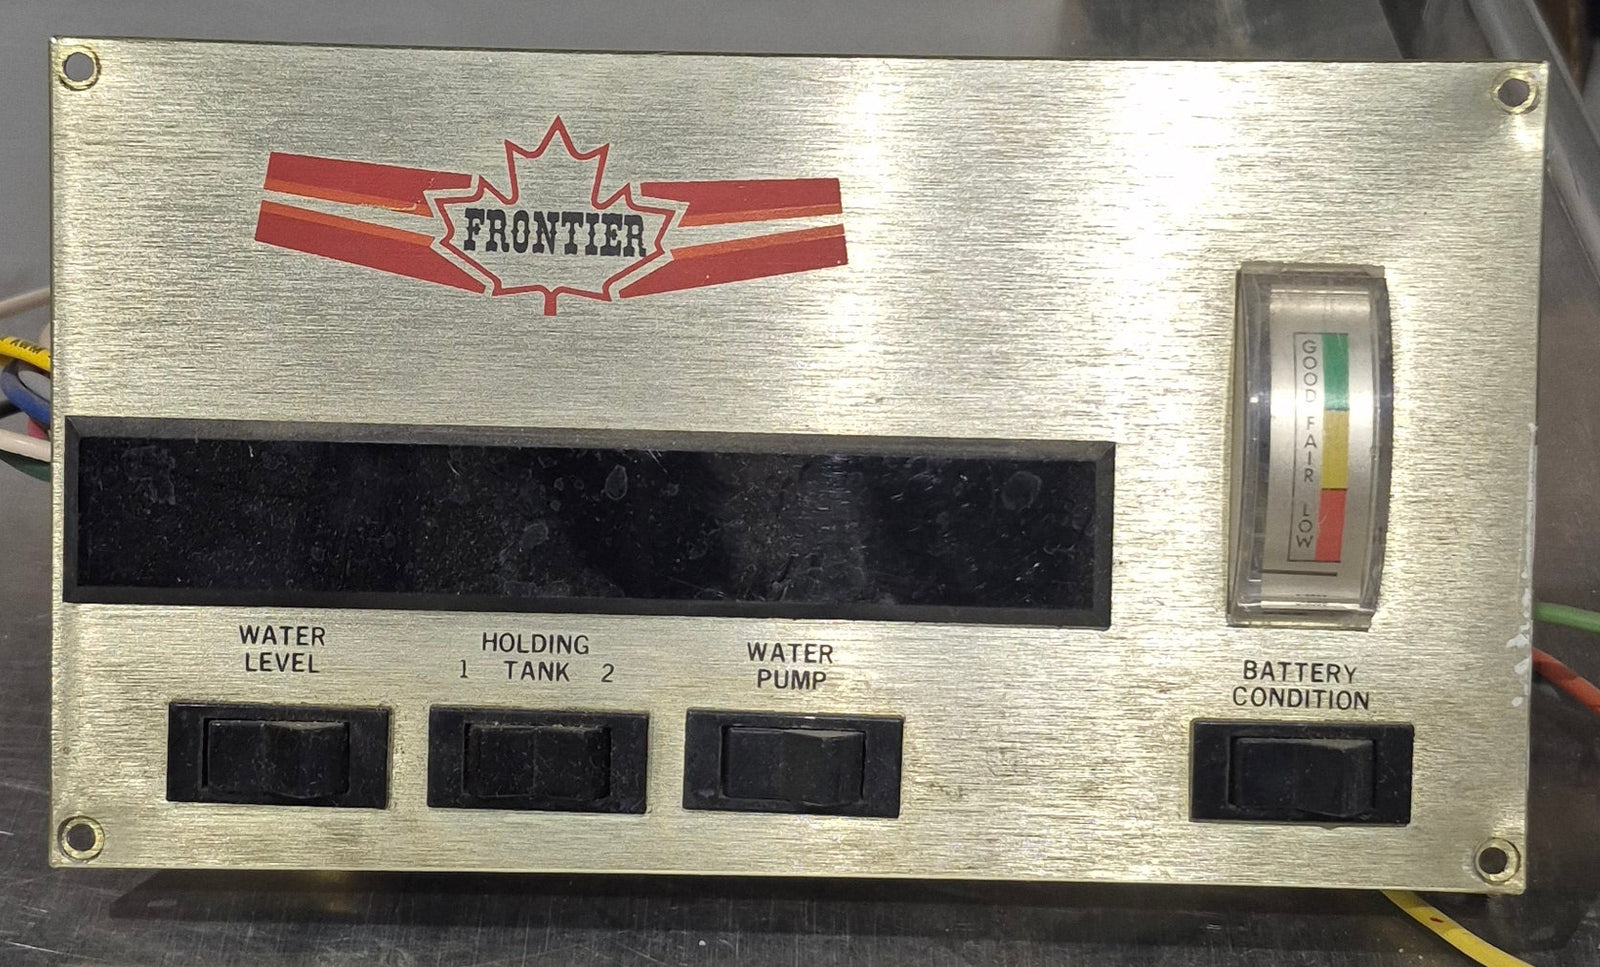 FRONTIER
GOOD FAIR LOW
WATER
LEVEL
HOLDING
1 TANK 2
WATER
PUMP
BATTERY
CONDITION